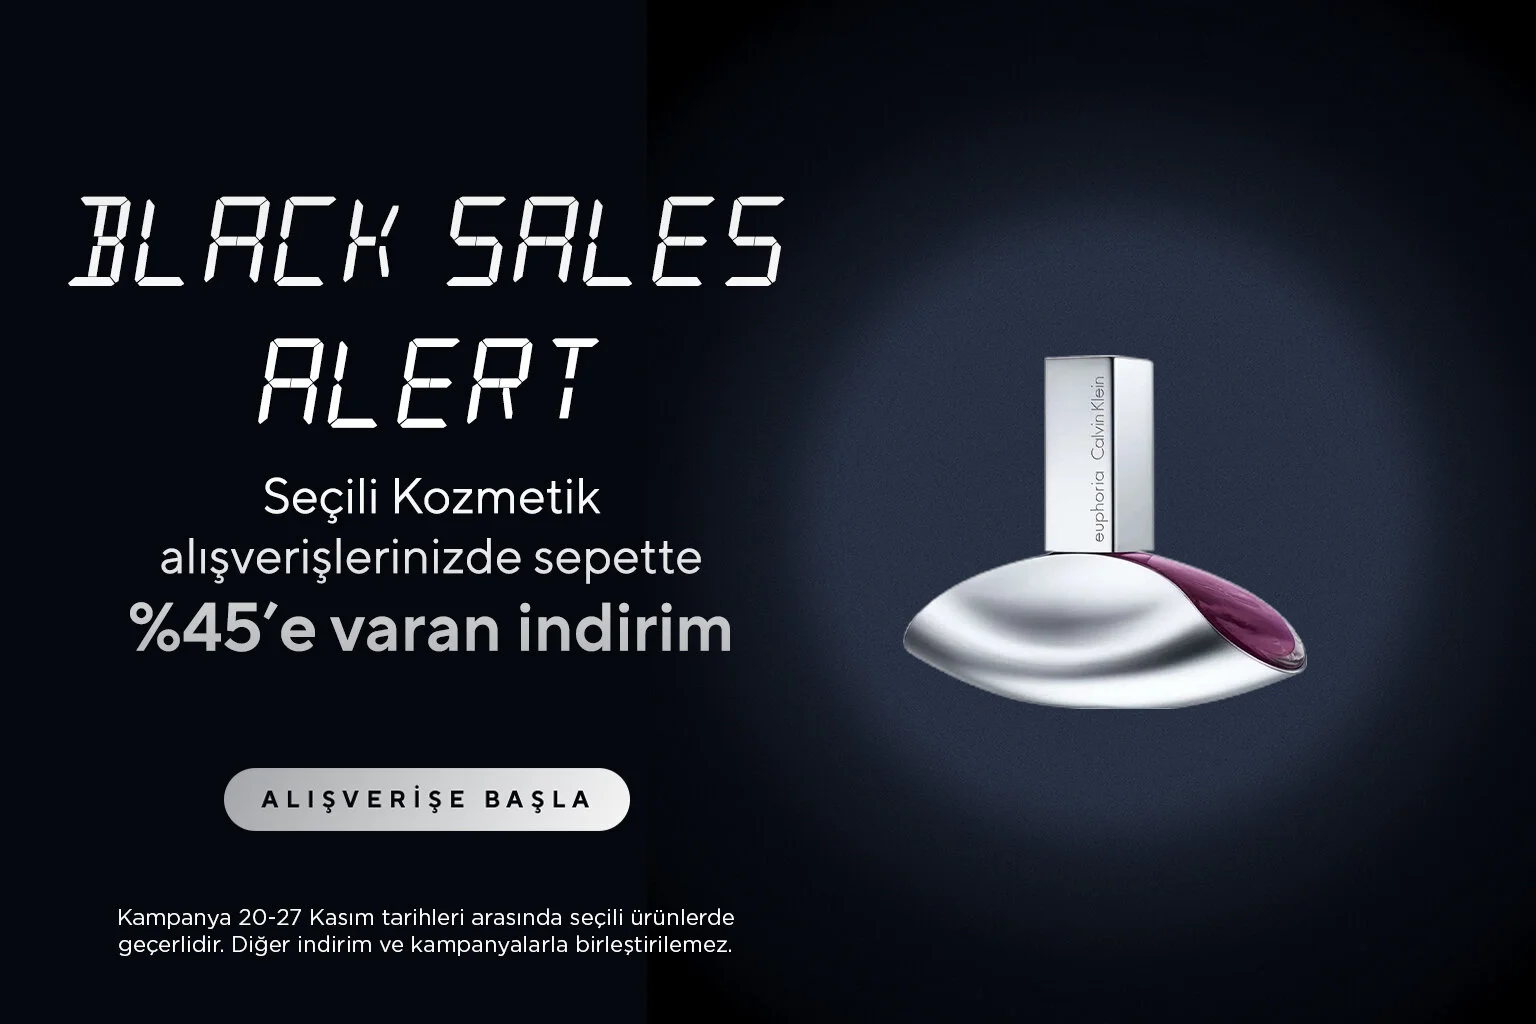 BLACK SALES
ALERT
Seçili Kozmetik
alışverişlerinizde sepette
%45'e varan indirim
ALIŞVERİŞE BAŞLA
Kampanya 20-27 Kasım tarihleri arasında seçili ürünlerde
geçerlidir. Diğer indirim ve kampanyalarla birleştirilemez.
euphoria Calvin Klein